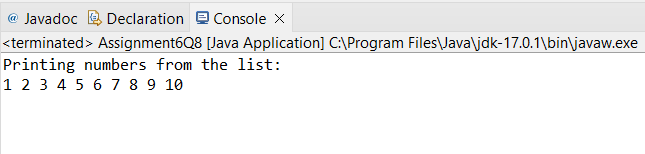 @ Javadoc Declaration Console
<terminated> Assignment6Q8 [Java Application] C:\Program Files\Java\jdk-17.0.1\bin\javaw.exe
Printing numbers from the list:
1 2 3 4 5 6 7 8 9 10